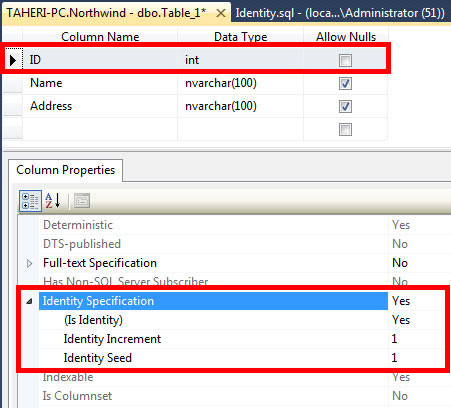 TAHERI-PC.Northwind - dbo.Table_1* × Identity.sql - (loca...\Administrator (51))
Column Name Data Type Allow Nulls
ID int
Name nvarchar(100)
Address nvarchar(100)
Column Properties
Deterministic Yes
DTS-published No
Full-text Specification No
Has Non-SQL Server Subscriber No
Identity Specification Yes
(Is Identity) Yes
Identity Increment 1
Identity Seed 1
Indexable Yes
Is Columnset No